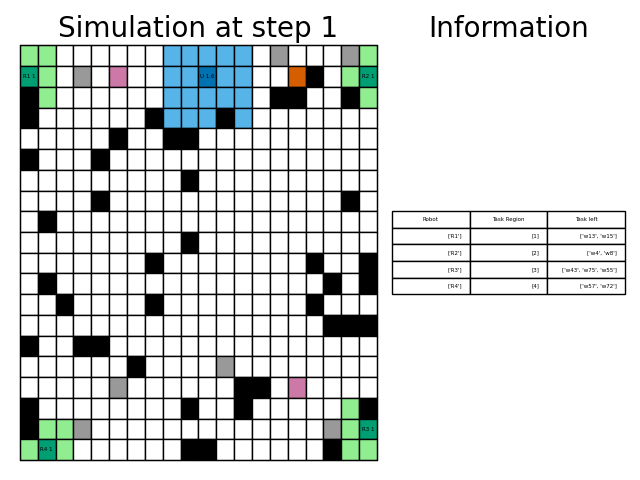 Simulation at step 1
Information
R1 1
U 1.6
R2 1
Robot Task Region Task left
['R1'] [1] ['w13', 'w15']
['R2'] [2] ['w4', 'w8']
['R3'] [3] ['w43', 'w75', 'w55']
['R4'] [4] ['w57', 'w72']
R3 1
R4 1